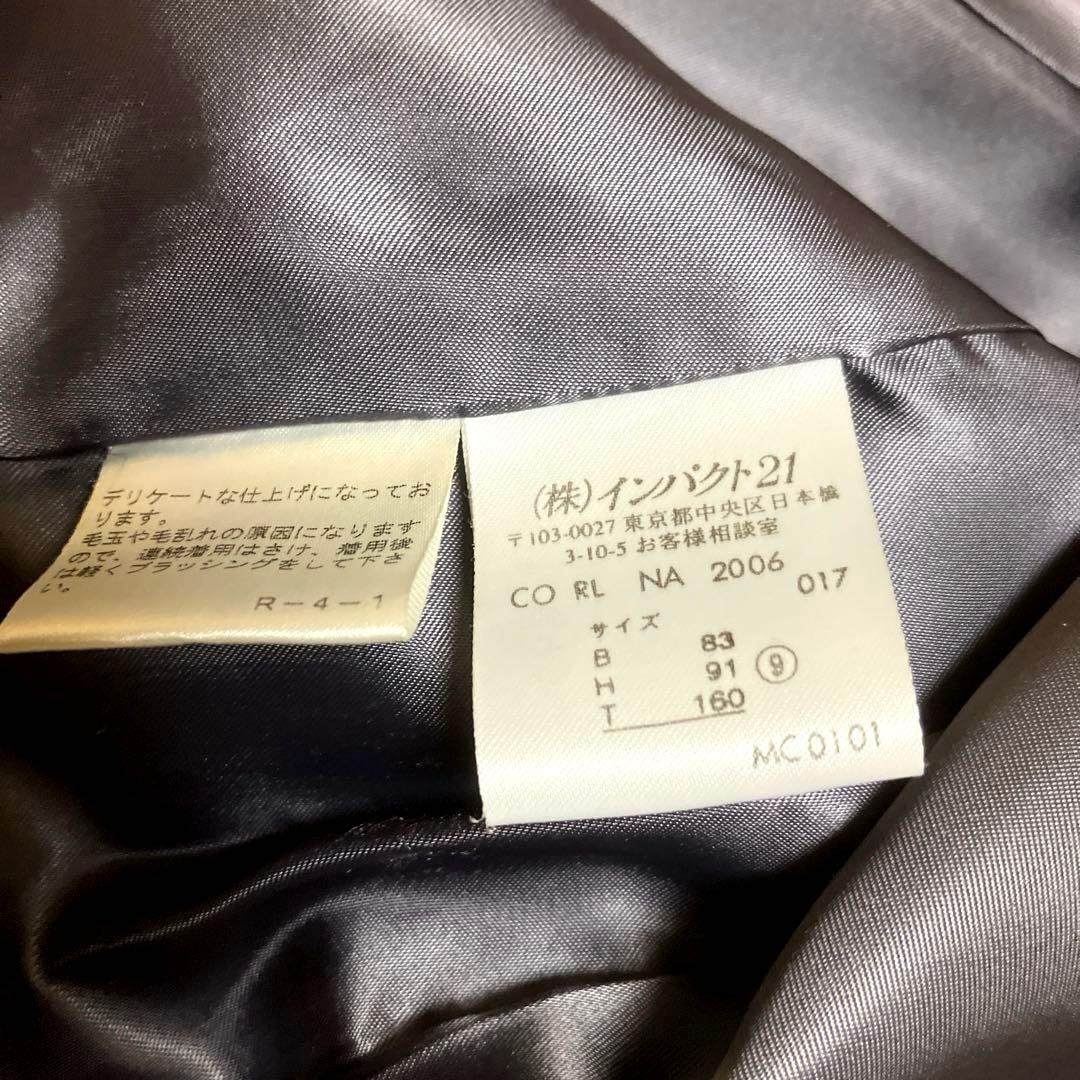 デリケートな仕上げになってお
ります。
毛玉や毛乱れの原因になります
ので、連続着用はさけ、着用後
は軽くブラッシングをして下さ
い。
R-4-1
(株)インパクト21
〒103-0027 東京都中央区日本橋
3-10-5 お客様相談室
CO RL NA 2006 017
サイズ
B 83
H 91 ⑨
T 160
MC0101